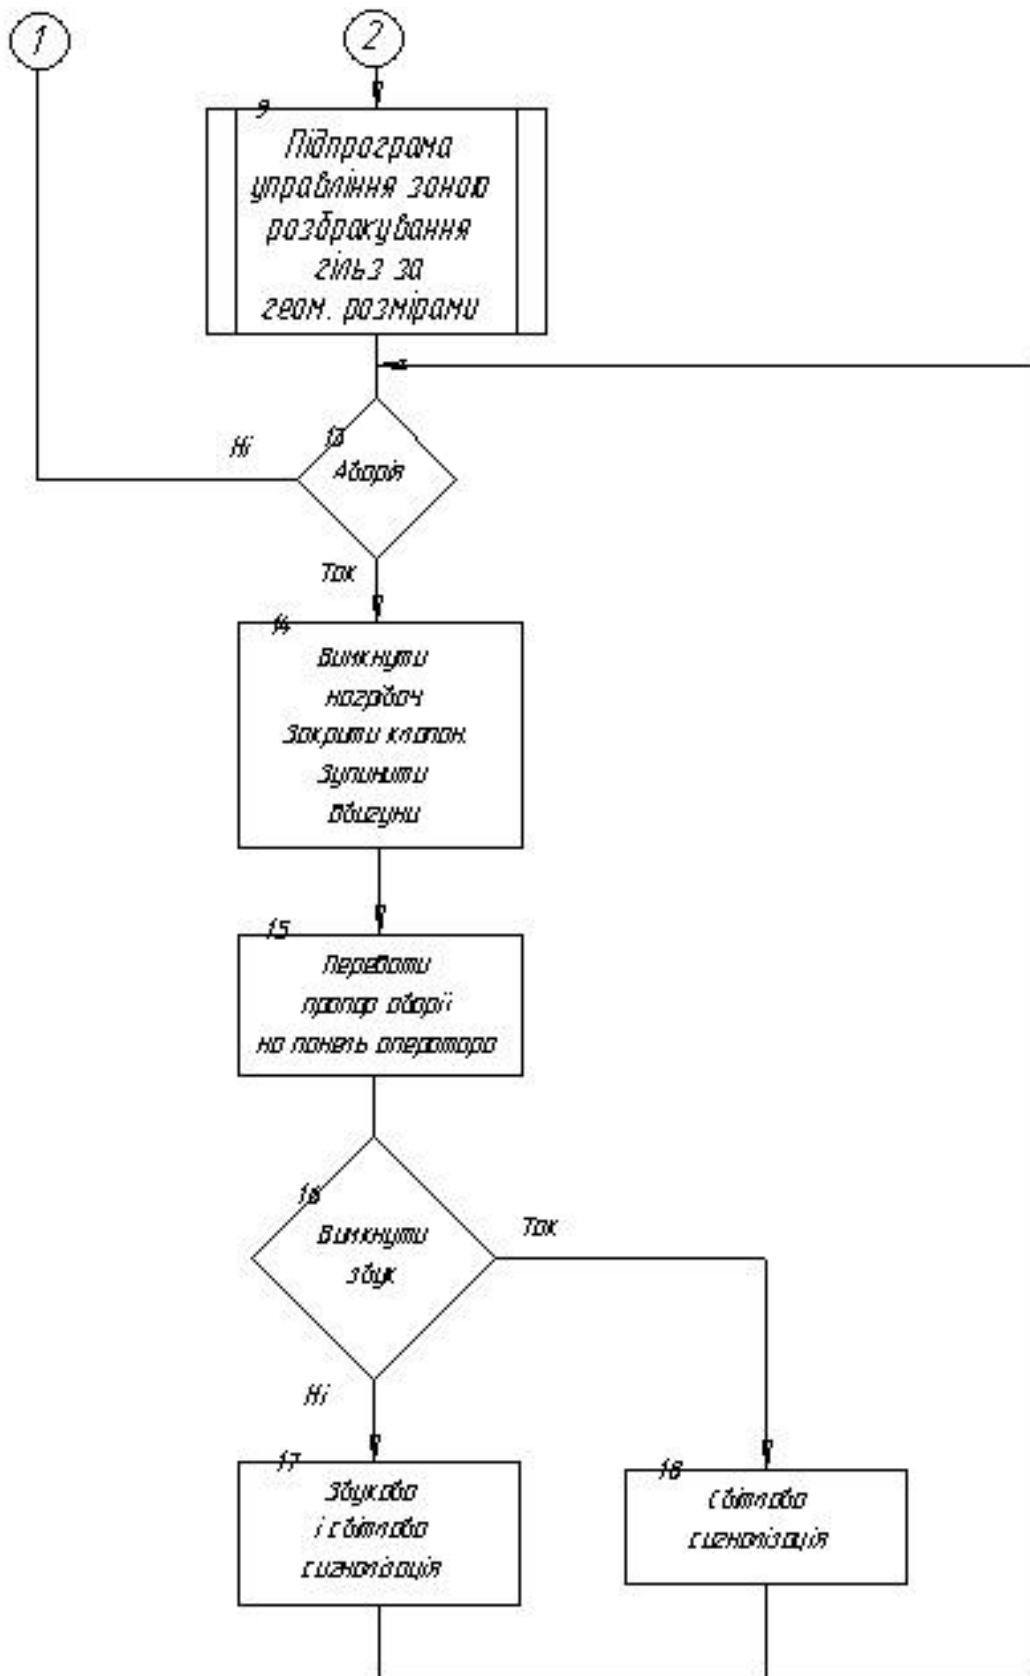 1
2
9
Підпрограма
управління зоною
розбракування
гільз за
геом. розмірами
Ні
13
Аварія
Так
14
Вимкнути
нагрівач
Закрити клапан.
Зупинити
двигуни
15
Передати
прапор аварії
на панель оператора
16
Вимкнути
звук
Так
Ні
17
Звукова
і світлова
сигналізація
18
Світлова
сигналізація